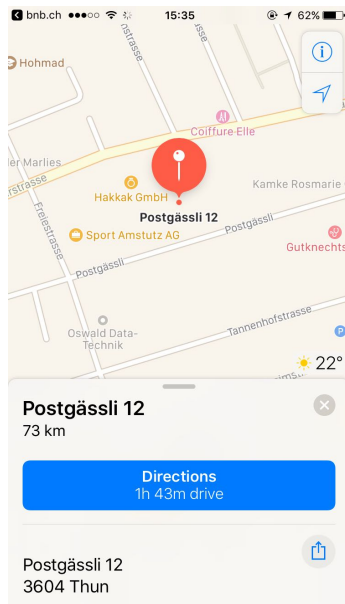 bnb.ch 15:35 62%
strasse
strasse
Hohmad
Coiffure Elle
ler Marlies
rstrasse
Hakkak GmbH
Kamke Rosmarie
Postgässli 12
Freiestrasse
Sport Amstutz AG
Postgässli
Gutknechts
Postgässli
Oswald Data-
Technik
Tannenhofstrasse
P
22°
Postgässli 12
73 km
Directions
1h 43m drive
Postgässli 12
3604 Thun